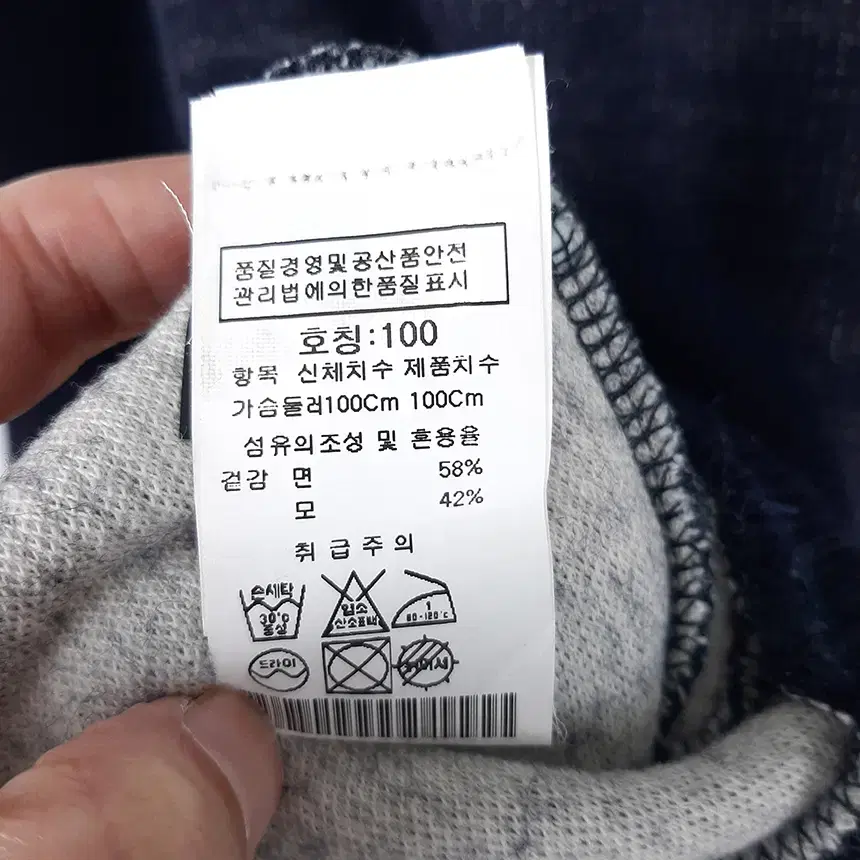 품질경영및공산품안전
관리법에의한품질표시
호칭:100
항목 신체치수 제품치수
가슴둘러100Cm 100Cm
섬유의조성 및 혼용율
겉감 면 58%
모 42%
취급주의
손세탁
30°C
중성
염소
산소표백
1
80-120°C
드라이